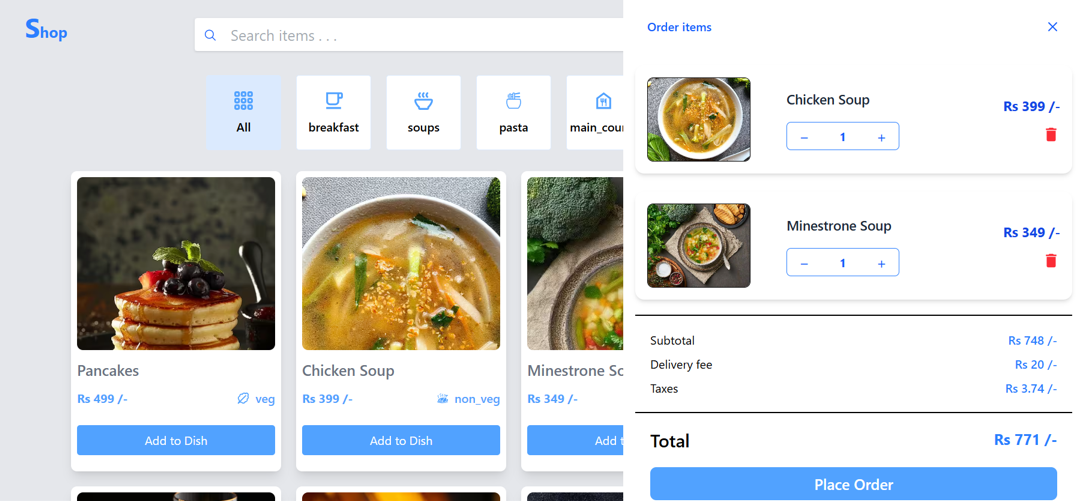 Shop
Search items . . .
All
breakfast
soups
pasta
main_cour
Pancakes
Rs 499 /-
veg
Add to Dish
Chicken Soup
Rs 399 /-
non_veg
Add to Dish
Minestrone So
Rs 349 /-
Add t
Order items
Chicken Soup
Rs 399 /-
− 1 +
Minestrone Soup
Rs 349 /-
− 1 +
Subtotal Rs 748 /-
Delivery fee Rs 20 /-
Taxes Rs 3.74 /-
Total Rs 771 /-
Place Order